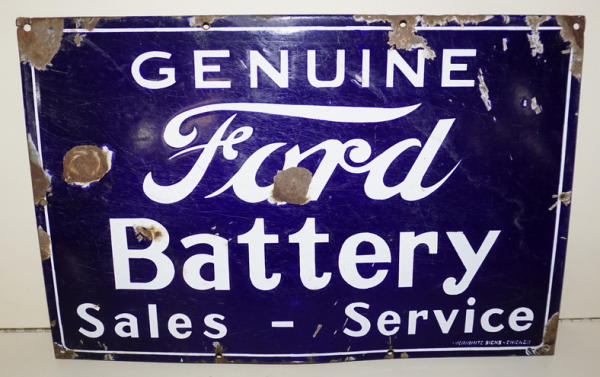 GENUINE
Ford
Battery
Sales - Service